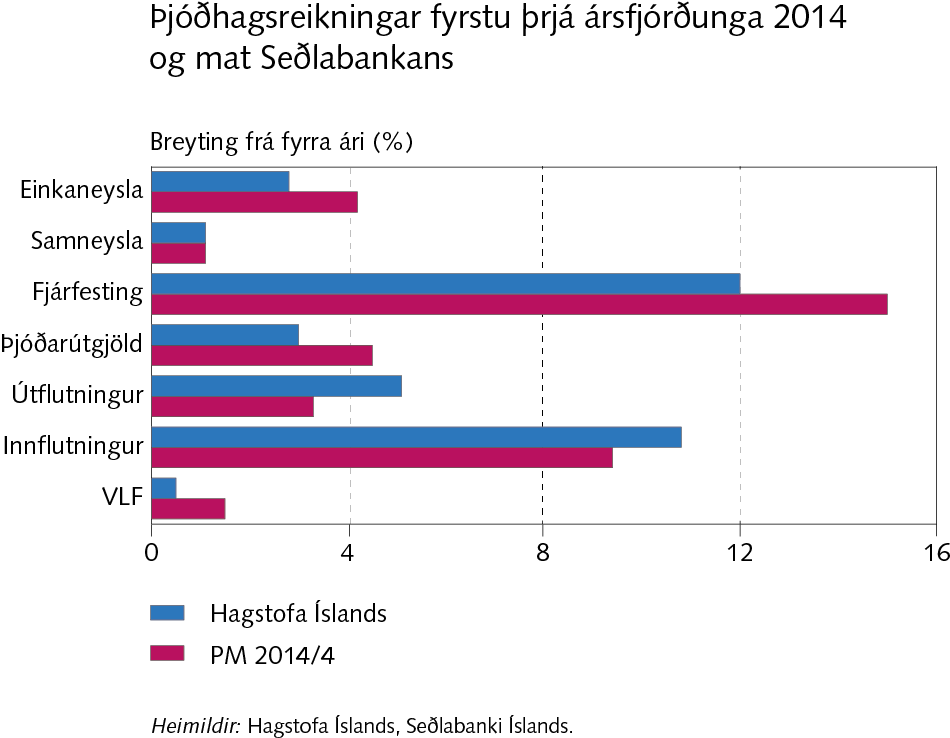 Þjóðhagsreikningar fyrstu þrjá ársfjórðunga 2014
og mat Seðlabankans
Breyting frá fyrra ári (%)
Einkaneysla
Samneysla
Fjárfesting
Þjóðarútgjöld
Útflutningur
Innflutningur
VLF
0 4 8 12 16
Hagstofa Íslands
PM 2014/4
Heimildir: Hagstofa Íslands, Seðlabanki Íslands.